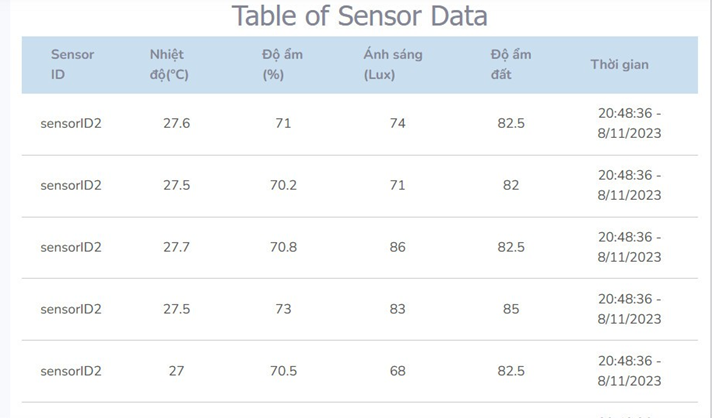 Table of Sensor Data
Sensor ID Nhiệt độ(°C) Độ ẩm (%) Ánh sáng (Lux) Độ ẩm đất Thời gian
sensorID2 27.6 71 74 82.5 20:48:36 - 8/11/2023
sensorID2 27.5 70.2 71 82 20:48:36 - 8/11/2023
sensorID2 27.7 70.8 86 82.5 20:48:36 - 8/11/2023
sensorID2 27.5 73 83 85 20:48:36 - 8/11/2023
sensorID2 27 70.5 68 82.5 20:48:36 - 8/11/2023